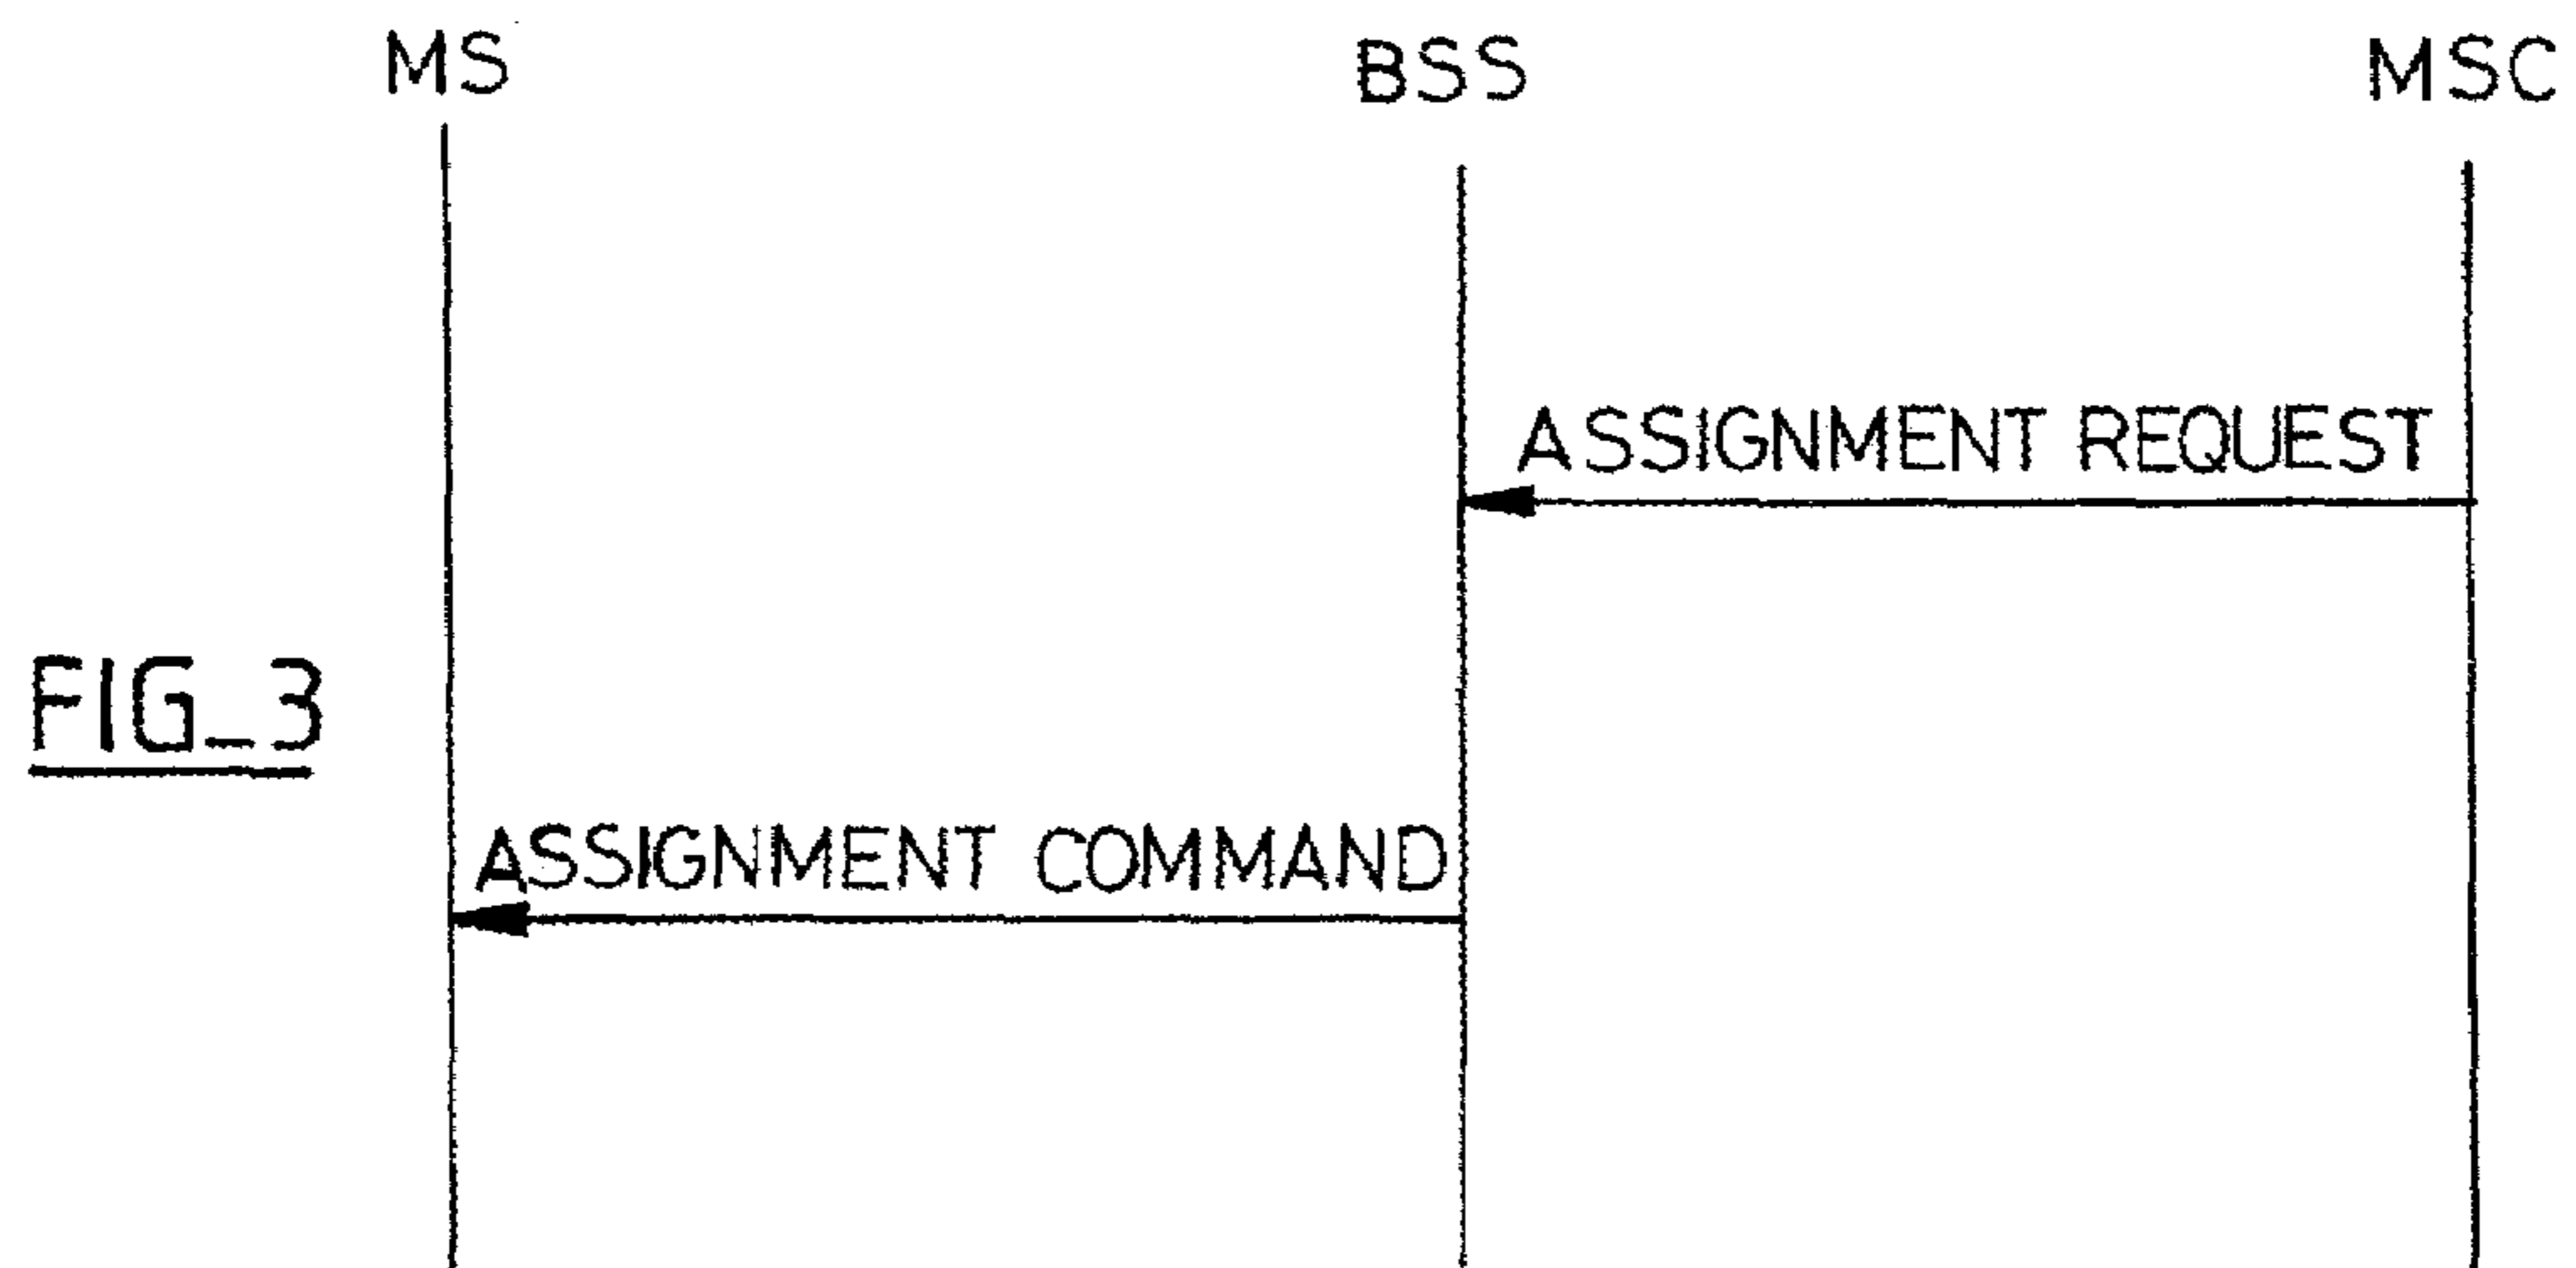 MS BSS MSC
ASSIGNMENT REQUEST
FIG_3
ASSIGNMENT COMMAND